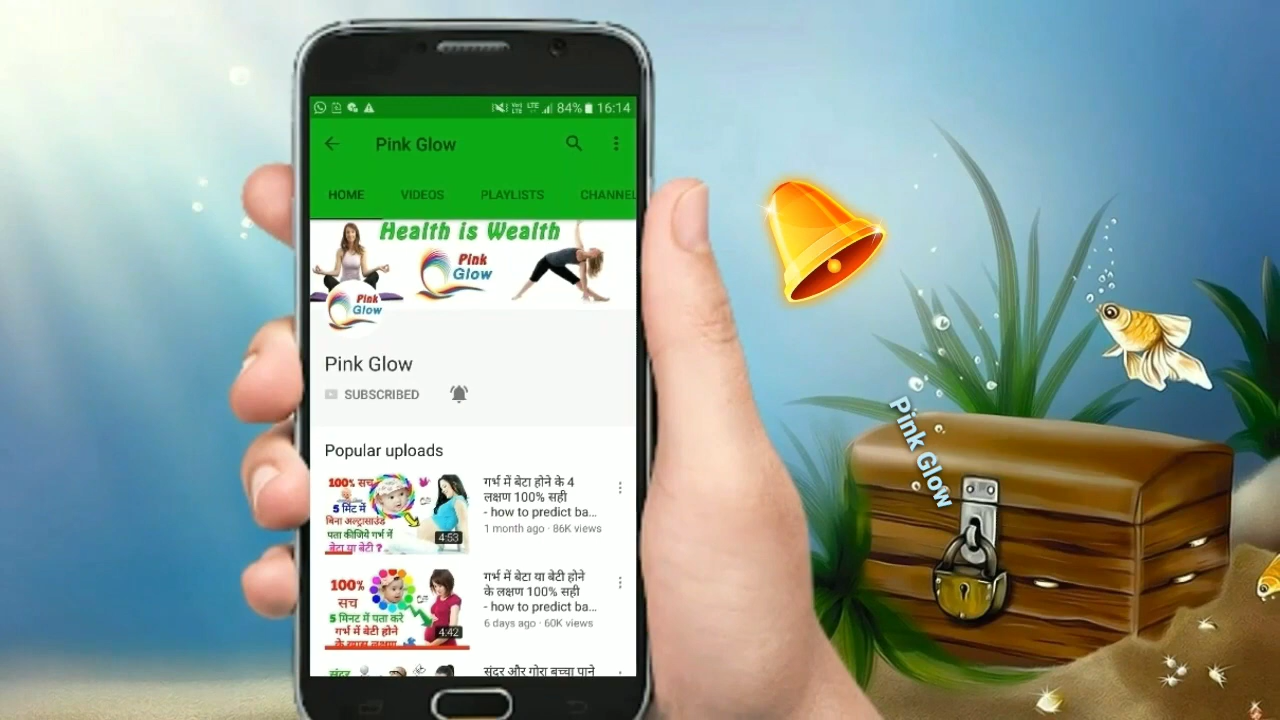 84% 16:14
Pink Glow
HOME VIDEOS PLAYLISTS CHANNEL
Health is Wealth
Pink
Glow
Pink
Glow
Pink Glow
SUBSCRIBED
Popular uploads
100% सच
5 मिंट में
बिना अल्ट्रासाउंड
पता कीजिये गर्भ में
बेटा या बेटी ?
4:53
गर्भ में बेटा होने के 4
लक्षण 100% सही
- how to predict ba...
1 month ago · 86K views
100%
सच
5 मिनट में पता करे
गर्भ में बेटी होने
के खास लक्षण
4:42
गर्भ में बेटा या बेटी होने
के लक्षण 100% सही
- how to predict ba...
6 days ago · 60K views
सुंदर
सुंदर और गोरा बच्चा पाने
Pink Glow